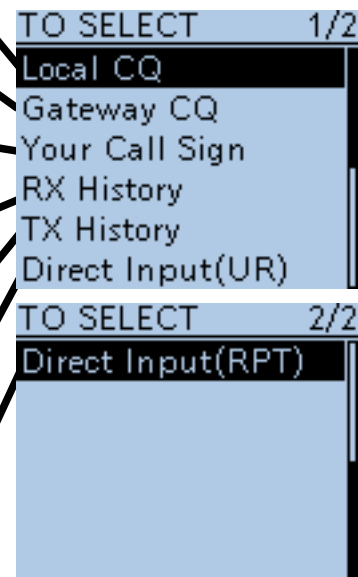 TO SELECT 1/2
Local CQ
Gateway CQ
Your Call Sign
RX History
TX History
Direct Input(UR)
TO SELECT 2/2
Direct Input(RPT)